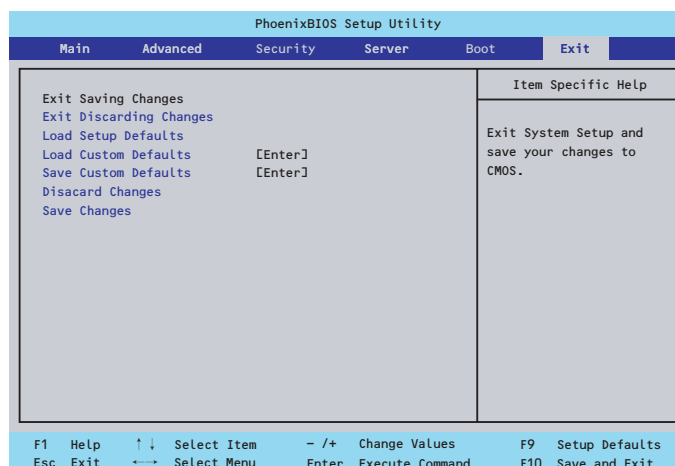 PhoenixBIOS Setup Utility
Main Advanced Security Server Boot Exit
Item Specific Help
Exit Saving Changes
Exit Discarding Changes
Load Setup Defaults
Load Custom Defaults [Enter]
Save Custom Defaults [Enter]
Disacard Changes
Save Changes
Exit System Setup and
save your changes to
CMOS.
F1 Help ↑↓ Select Item - /+ Change Values F9 Setup Defaults
Esc Exit ←→ Select Menu Enter Execute Command F10 Save and Exit